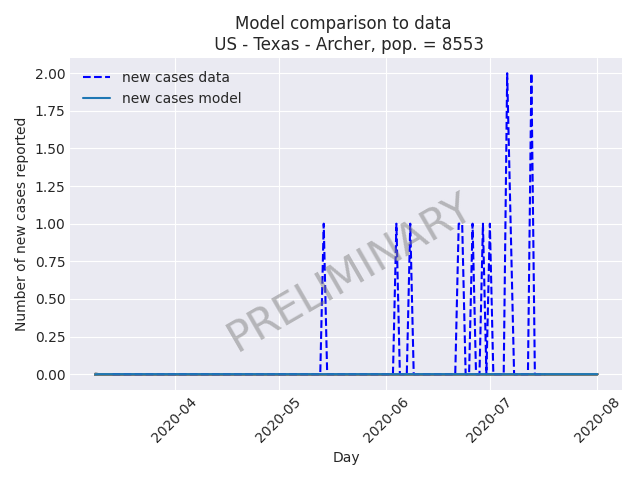 Model comparison to data
US - Texas - Archer, pop. = 8553
new cases data
new cases model
2.00
1.75
1.50
1.25
1.00
0.75
0.50
0.25
0.00
Number of new cases reported
PRELIMINARY
2020-04
2020-05
2020-06
2020-07
2020-08
Day